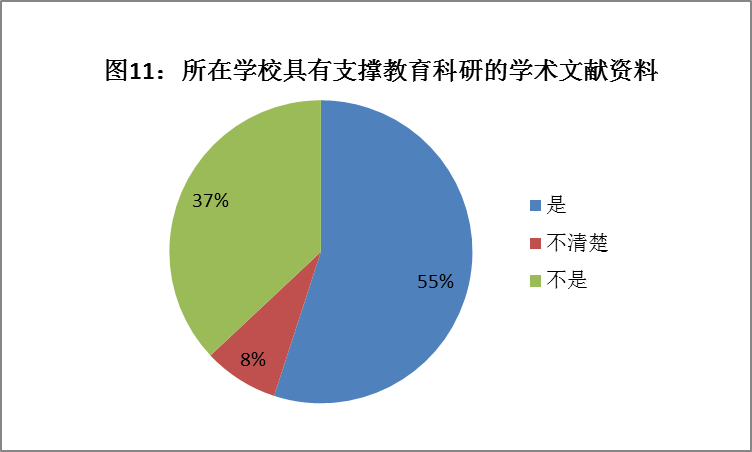 图11：所在学校具有支撑教育科研的学术文献资料
37%
是
不清楚
55%
不是
8%